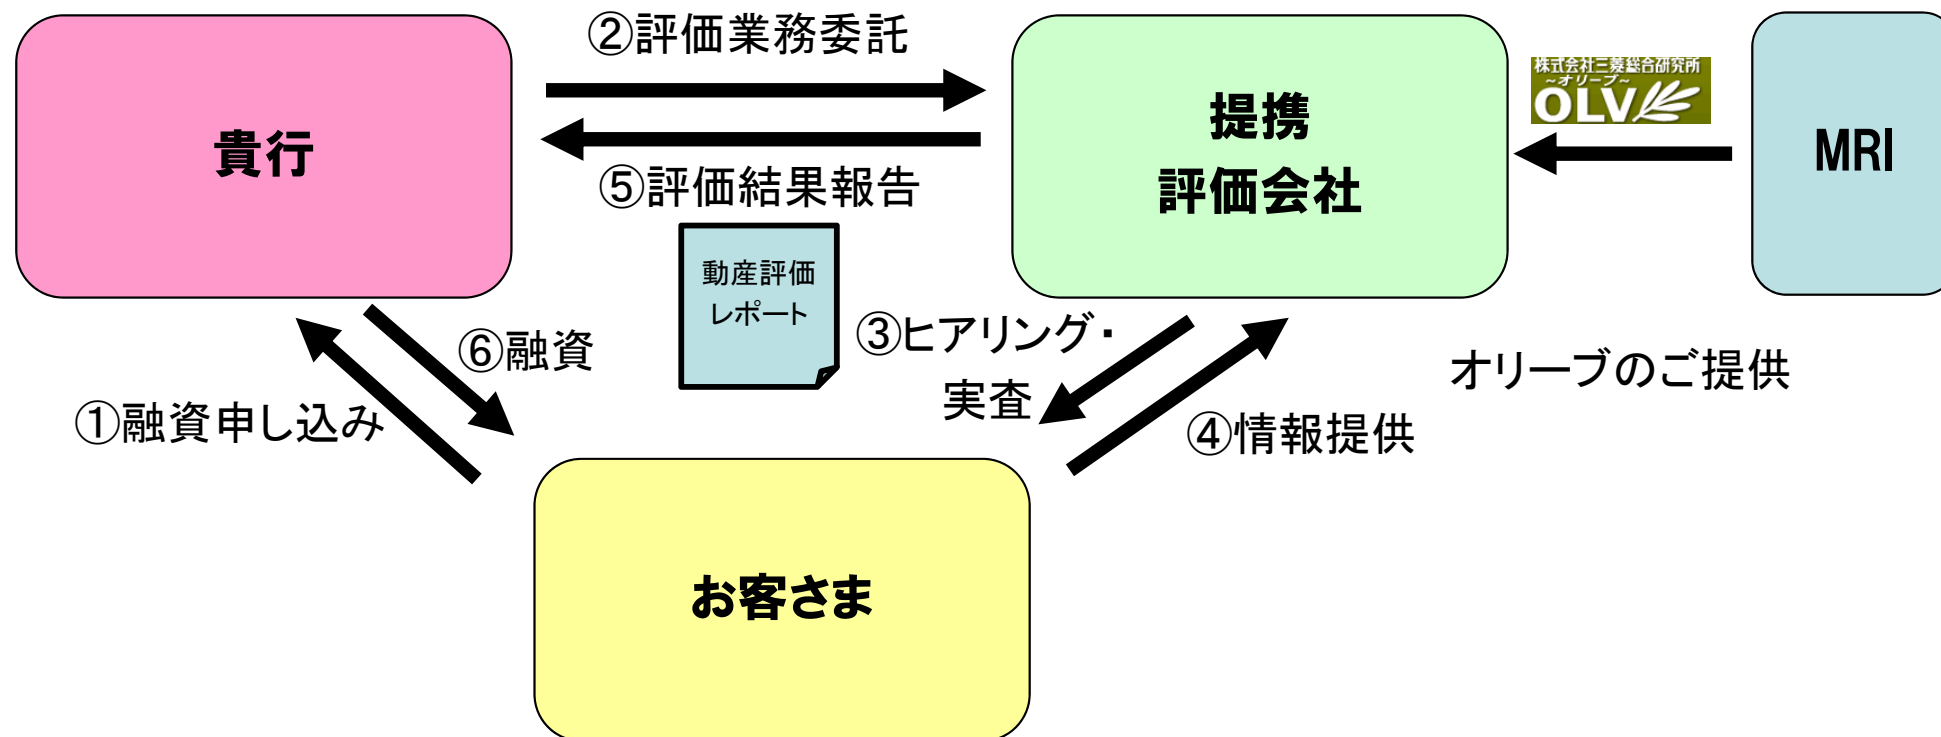 ②評価業務委託
貴行
⑤評価結果報告
提携
評価会社
株式会社三菱総合研究所
～オリーブ～
OLV
MRI
動産評価
レポート
③ヒアリング・
実査
⑥融資
①融資申し込み
④情報提供
オリーブのご提供
お客さま